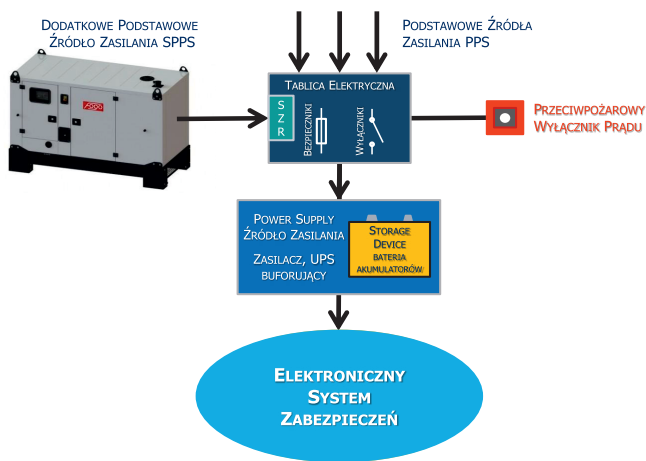 Dodatkowe Podstawowe
Źródło Zasilania SPPS
Podstawowe Źródła
Zasilania PPS
Tablica Elektryczna
SZR
Bezpieczniki
Wyłączniki
Przeciwpożarowy
Wyłącznik Prądu
Power Supply
Źródło Zasilania
Zasilacz, UPS
buforujący
Storage
Device
bateria
akumulatorów
Elektroniczny
System
Zabezpieczeń